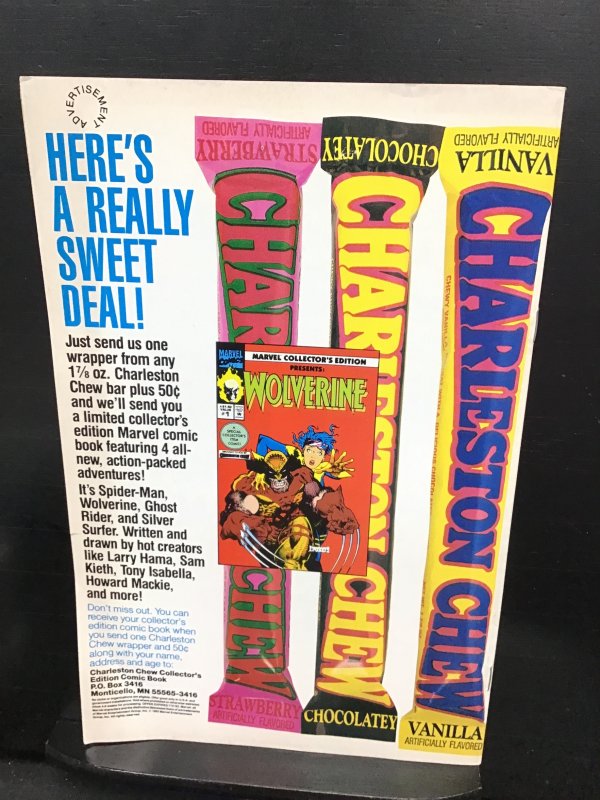 ADVERTISEMENT
HERE'S
A REALLY
SWEET
DEAL!
Just send us one
wrapper from any
1⅞ oz. Charleston
Chew bar plus 50¢
and we'll send you
a limited collector's
edition Marvel comic
book featuring 4 all-
new, action-packed
adventures!
It's Spider-Man,
Wolverine, Ghost
Rider, and Silver
Surfer. Written and
drawn by hot creators
like Larry Hama, Sam
Kieth, Tony Isabella,
Howard Mackie,
and more!
Don't miss out. You can
receive your collector's
edition comic book when
you send one Charleston
Chew wrapper and 50¢
along with your name,
address and age to:
Charleston Chew Collector's
Edition Comic Book
P.O. Box 3416
Monticello, MN 55565-3416
STRAWBERRY
ARTIFICIALLY FLAVORED
CHAR
CHEW
STRAWBERRY
ARTIFICIALLY FLAVORED
CHOCOLATEY
CHARLESTON CHEW
CHOCOLATEY
VANILLA
ARTIFICIALLY FLAVORED
CHARLESTON CHEW
VANILLA
ARTIFICIALLY FLAVORED
MARVEL
MARVEL COLLECTOR'S EDITION
PRESENTS:
WOLVERINE
#1
A
SPECIAL
COLLECTOR'S
ITEM
COMIC!